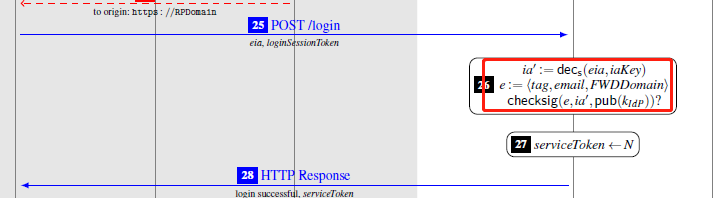 to origin: https://RPDomain
25 POST /login
eia, loginSessionToken
ia′ := decₛ(eia, iaKey)
26 e := ⟨tag, email, FWDDomain⟩
checksig(e, ia′, pub(k_IdP))?
27 serviceToken ← N
28 HTTP Response
login successful, serviceToken